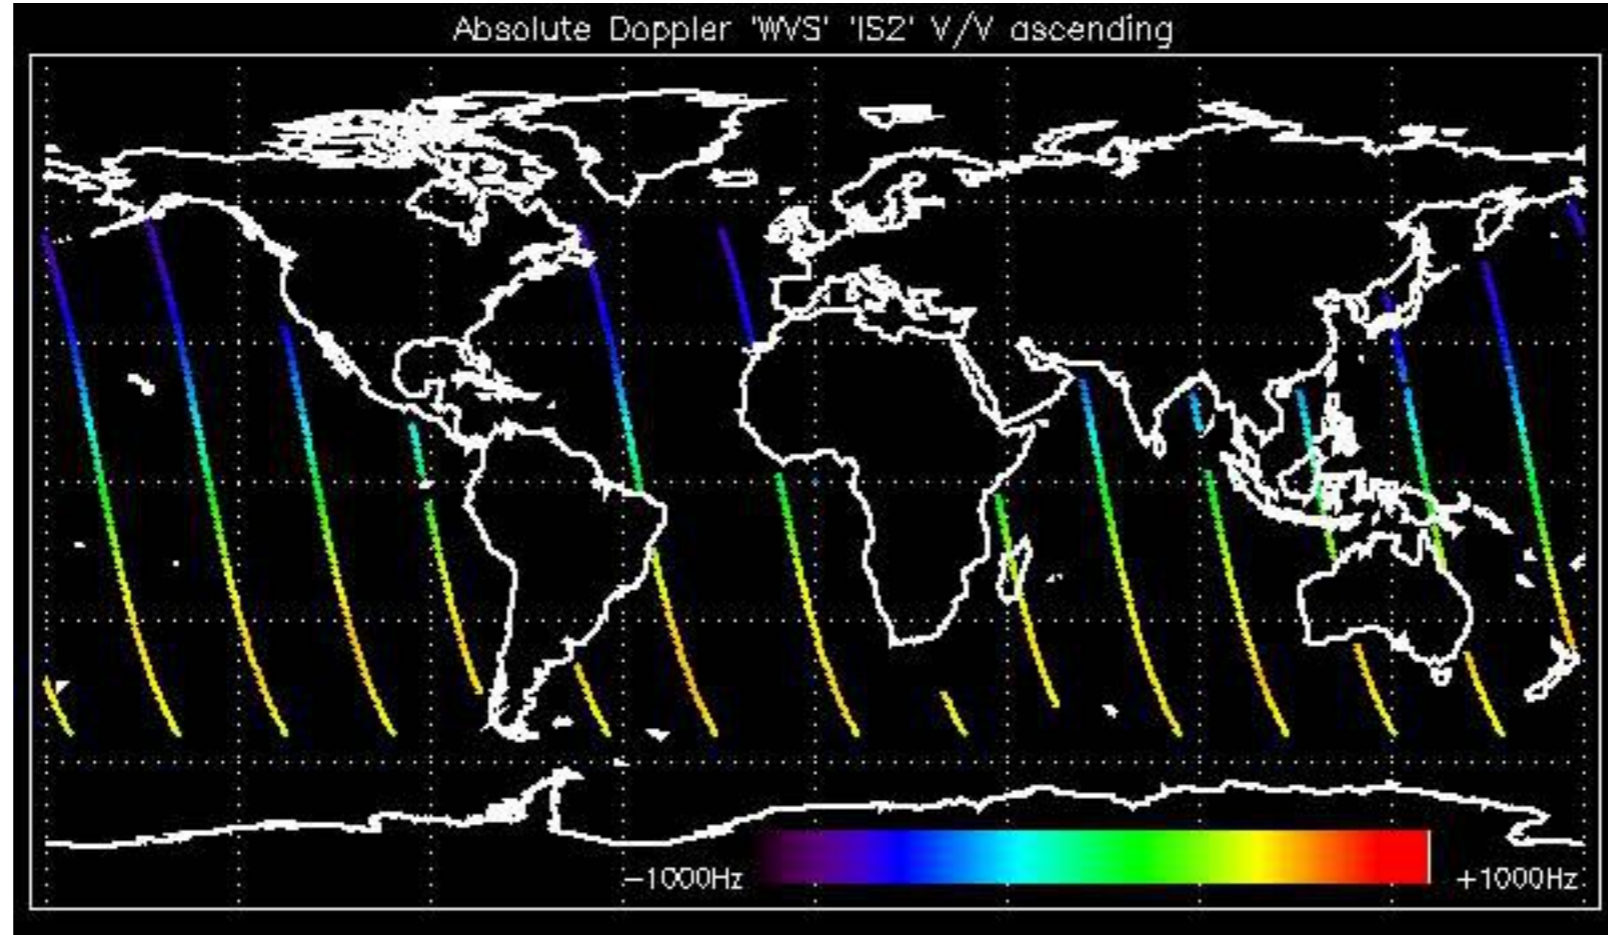 Absolute Doppler 'WVS' 'IS2' V/V ascending
-1000Hz +1000Hz